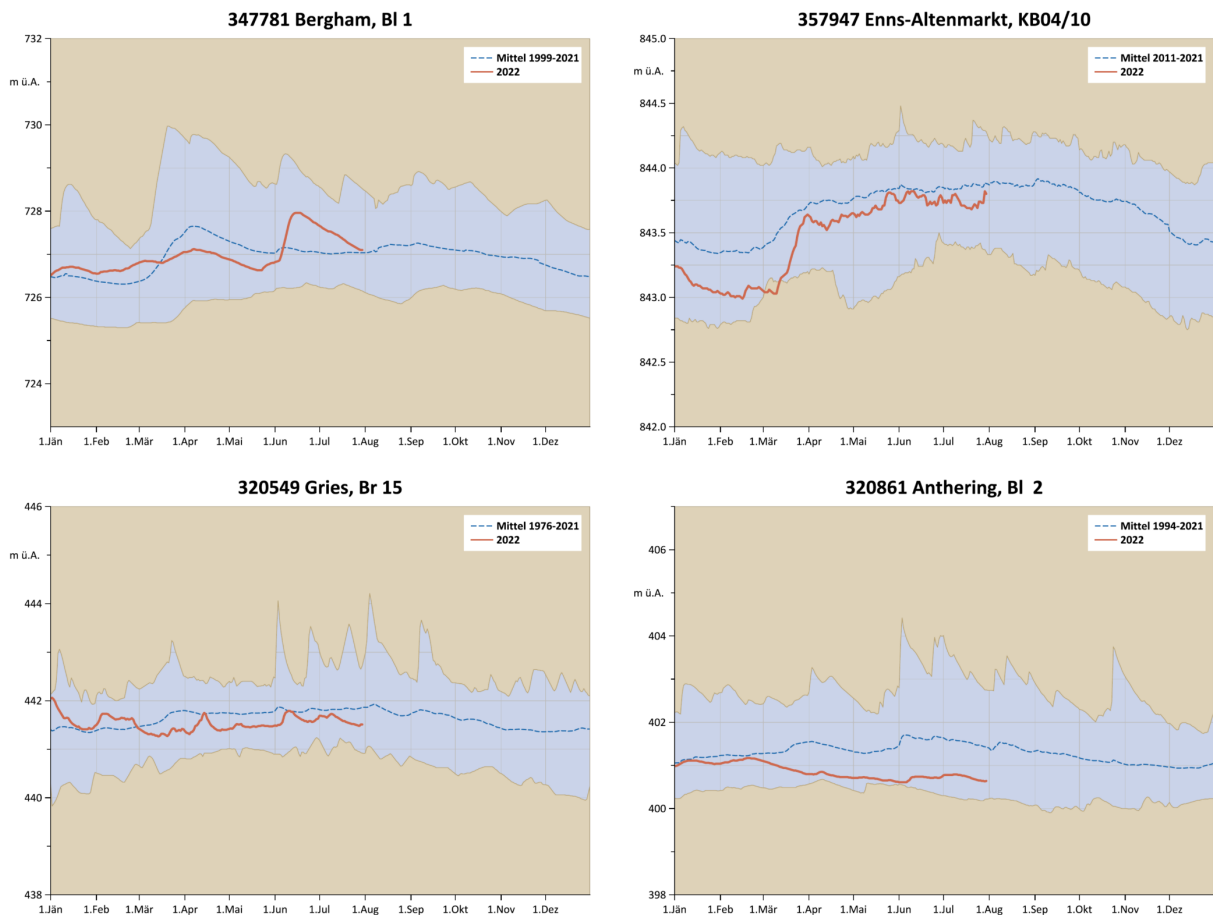 347781 Bergham, Bl 1
732
m ü.A.
730
728
726
724
1.Jän 1.Feb 1.Mär 1.Apr 1.Mai 1.Jun 1.Jul 1.Aug 1.Sep 1.Okt 1.Nov 1.Dez
Mittel 1999-2021
2022
357947 Enns-Altenmarkt, KB04/10
845.0
m ü.A.
844.5
844.0
843.5
843.0
842.5
842.0
1.Jän 1.Feb 1.Mär 1.Apr 1.Mai 1.Jun 1.Jul 1.Aug 1.Sep 1.Okt 1.Nov 1.Dez
Mittel 2011-2021
2022
320549 Gries, Br 15
446
m ü.A.
444
442
440
438
1.Jän 1.Feb 1.Mär 1.Apr 1.Mai 1.Jun 1.Jul 1.Aug 1.Sep 1.Okt 1.Nov 1.Dez
Mittel 1976-2021
2022
320861 Anthering, Bl 2
406
m ü.A.
404
402
400
398
1.Jän 1.Feb 1.Mär 1.Apr 1.Mai 1.Jun 1.Jul 1.Aug 1.Sep 1.Okt 1.Nov 1.Dez
Mittel 1994-2021
2022